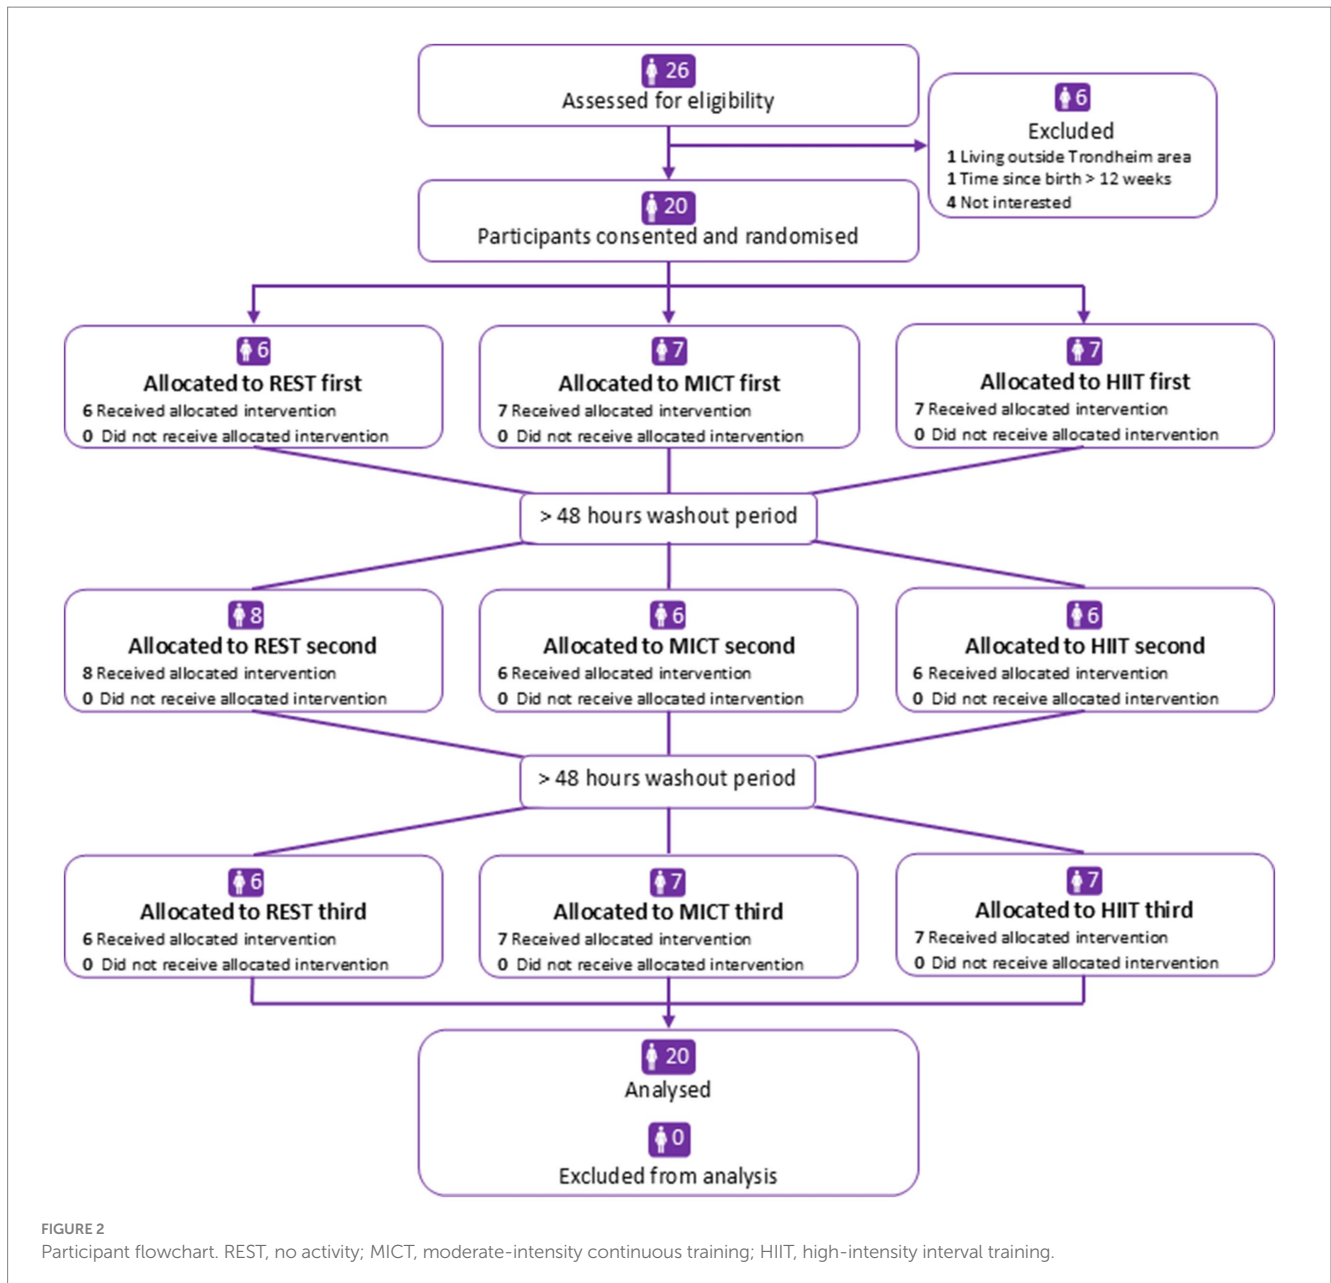 26
Assessed for eligibility
6
Excluded
1 Living outside Trondheim area
1 Time since birth > 12 weeks
4 Not interested
20
Participants consented and randomised
6
Allocated to REST first
6 Received allocated intervention
0 Did not receive allocated intervention
7
Allocated to MICT first
7 Received allocated intervention
0 Did not receive allocated intervention
7
Allocated to HIIT first
7 Received allocated intervention
0 Did not receive allocated intervention
> 48 hours washout period
8
Allocated to REST second
8 Received allocated intervention
0 Did not receive allocated intervention
6
Allocated to MICT second
6 Received allocated intervention
0 Did not receive allocated intervention
6
Allocated to HIIT second
6 Received allocated intervention
0 Did not receive allocated intervention
> 48 hours washout period
6
Allocated to REST third
6 Received allocated intervention
0 Did not receive allocated intervention
7
Allocated to MICT third
7 Received allocated intervention
0 Did not receive allocated intervention
7
Allocated to HIIT third
7 Received allocated intervention
0 Did not receive allocated intervention
20
Analysed
0
Excluded from analysis
FIGURE 2
Participant flowchart. REST, no activity; MICT, moderate-intensity continuous training; HIIT, high-intensity interval training.